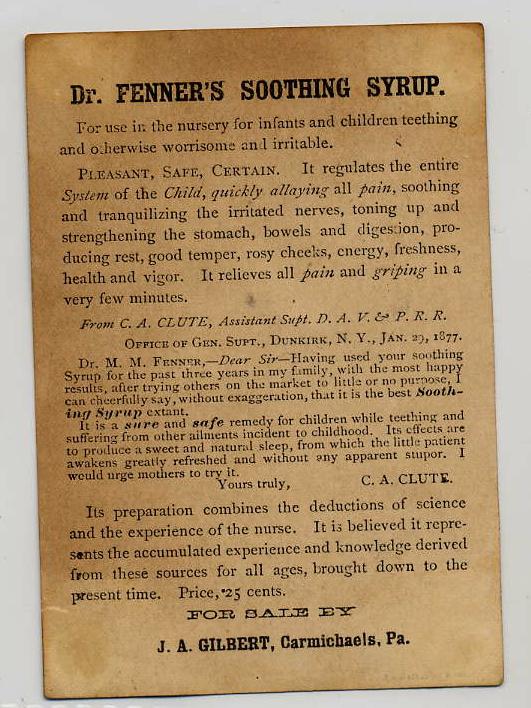 Dr. FENNER'S SOOTHING SYRUP.
For use in the nursery for infants and children teething
and otherwise worrisome and irritable.
PLEASANT, SAFE, CERTAIN. It regulates the entire
System of the Child, quickly allaying all pain, soothing
and tranquilizing the irritated nerves, toning up and
strengthening the stomach, bowels and digestion, pro-
ducing rest, good temper, rosy cheeks, energy, freshness,
health and vigor. It relieves all pain and griping in a
very few minutes.
From C. A. CLUTE, Assistant Supt. D. A. V. & P. R. R.
OFFICE OF GEN. SUPT., DUNKIRK, N. Y., JAN. 29, 1877.
Dr. M. M. FENNER,—Dear Sir—Having used your soothing
Syrup for the past three years in my family, with the most happy
results, after trying others on the market to little or no purpose, I
can cheerfully say, without exaggeration, that it is the best Sooth-
ing Syrup extant.
It is a sure and safe remedy for children while teething and
suffering from other ailments incident to childhood. Its effects are
to produce a sweet and natural sleep, from which the little patient
awakens greatly refreshed and without any apparent stupor. I
would urge mothers to try it.
Yours truly, C. A. CLUTE.
Its preparation combines the deductions of science
and the experience of the nurse. It is believed it repre-
sents the accumulated experience and knowledge derived
from these sources for all ages, brought down to the
present time. Price, 25 cents.
FOR SALE BY
J. A. GILBERT, Carmichaels, Pa.